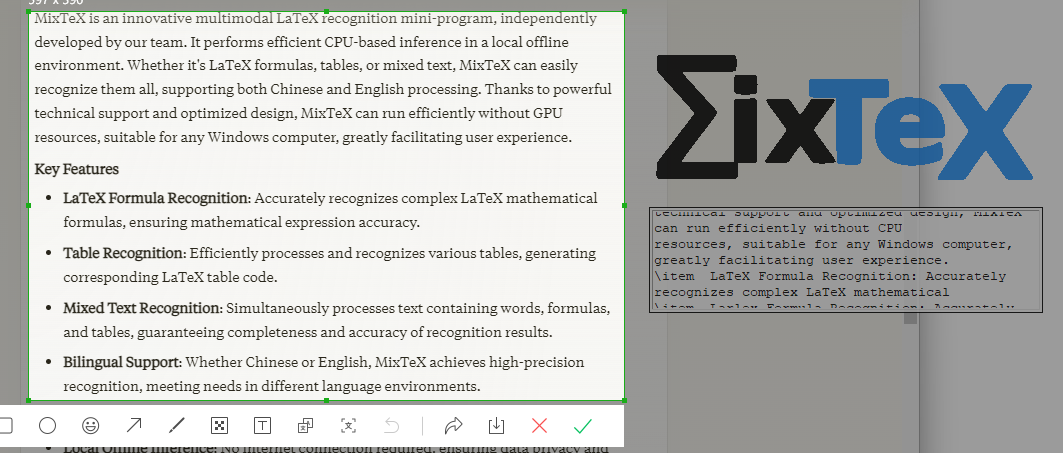 597 x 390
MixTeX is an innovative multimodal LaTeX recognition mini-program, independently
developed by our team. It performs efficient CPU-based inference in a local offline
environment. Whether it's LaTeX formulas, tables, or mixed text, MixTeX can easily
recognize them all, supporting both Chinese and English processing. Thanks to powerful
technical support and optimized design, MixTeX can run efficiently without GPU
resources, suitable for any Windows computer, greatly facilitating user experience.
Key Features
• LaTeX Formula Recognition: Accurately recognizes complex LaTeX mathematical
formulas, ensuring mathematical expression accuracy.
• Table Recognition: Efficiently processes and recognizes various tables, generating
corresponding LaTeX table code.
• Mixed Text Recognition: Simultaneously processes text containing words, formulas,
and tables, guaranteeing completeness and accuracy of recognition results.
• Bilingual Support: Whether Chinese or English, MixTeX achieves high-precision
recognition, meeting needs in different language environments.
• Local Offline Inference: No internet connection required, ensuring data privacy and
ΣixTeX
technical support and optimized design, MixTeX
can run efficiently without CPU
resources, suitable for any Windows computer,
greatly facilitating user experience.
\item LaTeX Formula Recognition: Accurately
recognizes complex LaTeX mathematical
\item Larlex Formula Recognition: Accurately